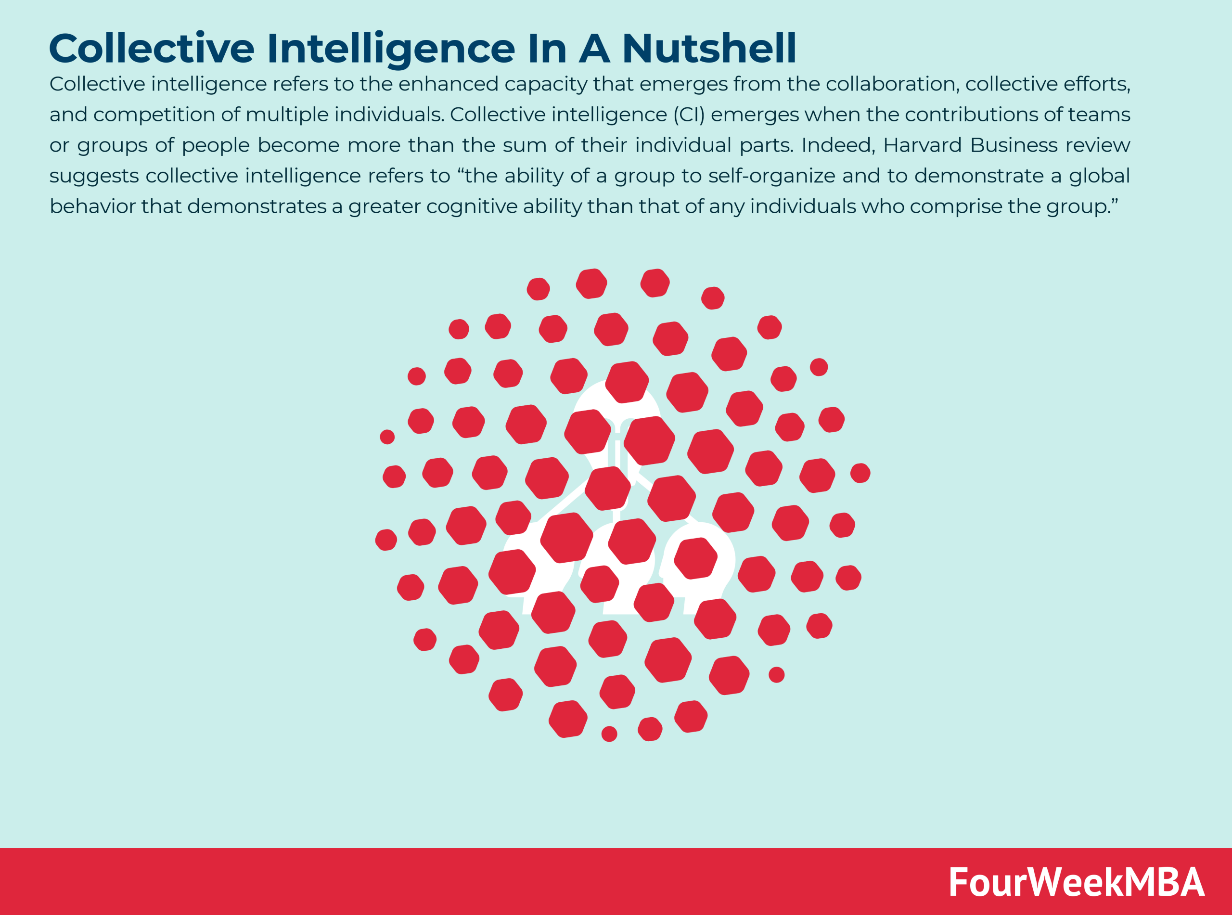 Collective Intelligence In A Nutshell
Collective intelligence refers to the enhanced capacity that emerges from the collaboration, collective efforts,
and competition of multiple individuals. Collective intelligence (CI) emerges when the contributions of teams
or groups of people become more than the sum of their individual parts. Indeed, Harvard Business review
suggests collective intelligence refers to “the ability of a group to self-organize and to demonstrate a global
behavior that demonstrates a greater cognitive ability than that of any individuals who comprise the group.”
FourWeekMBA